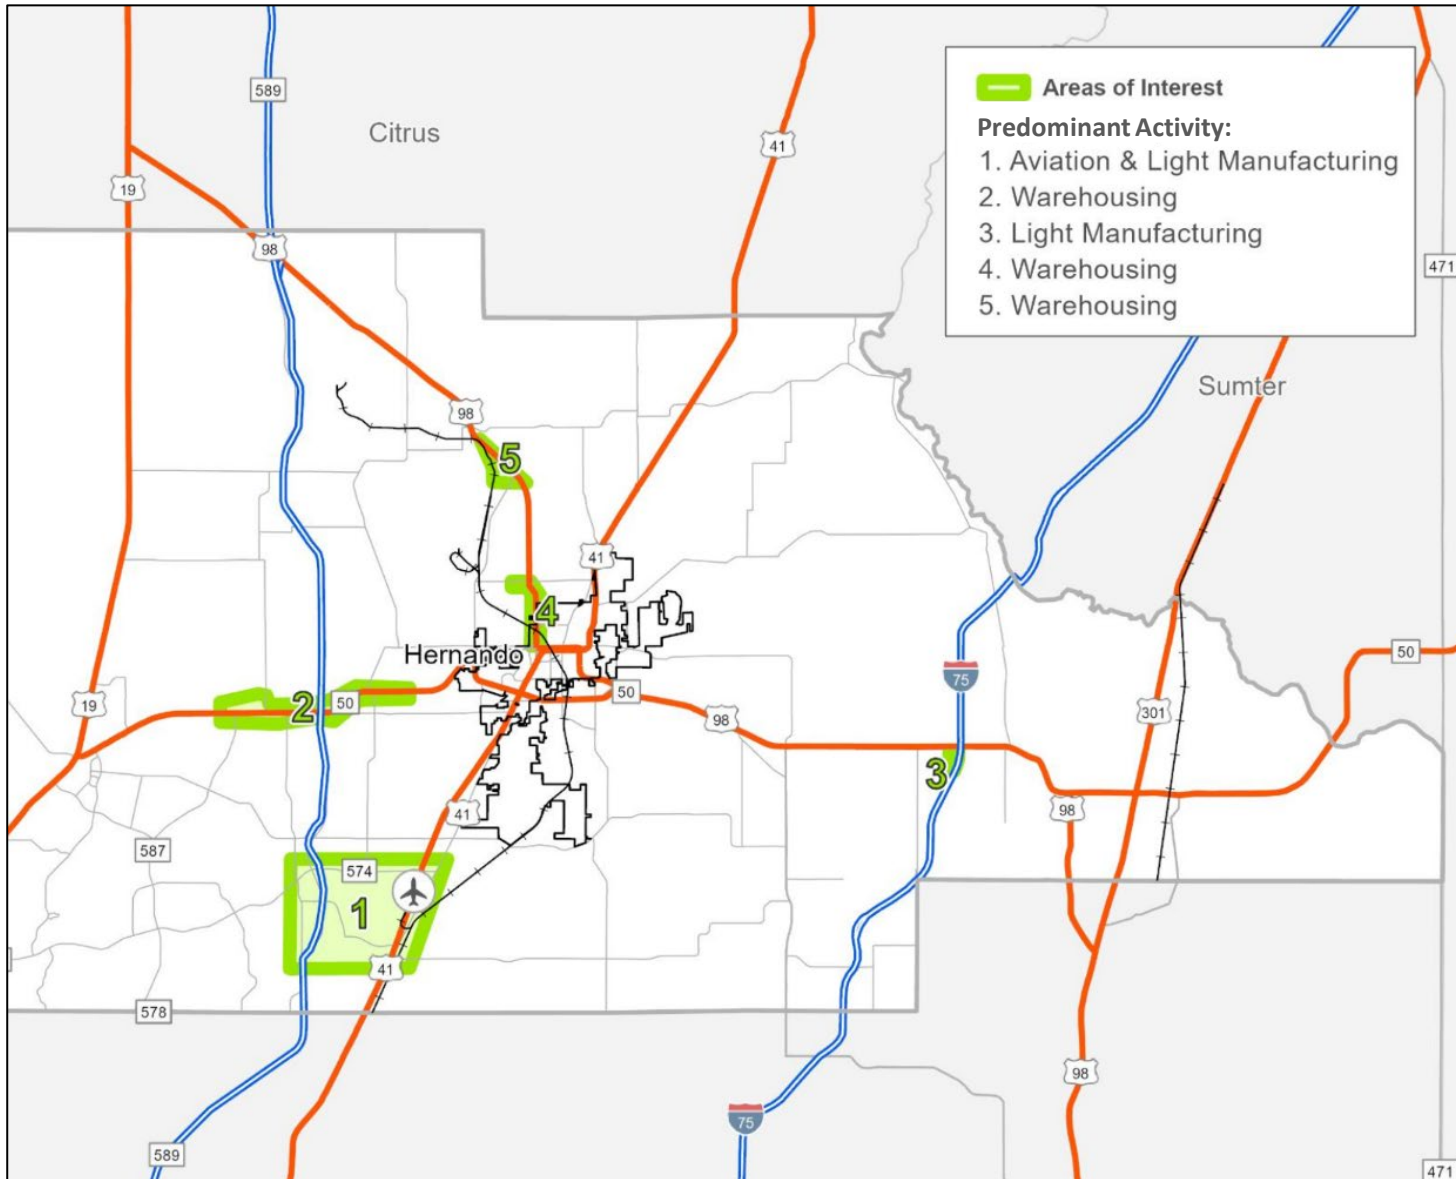 589
Areas of Interest
Predominant Activity:
1. Aviation & Light Manufacturing
2. Warehousing
3. Light Manufacturing
4. Warehousing
5. Warehousing
Citrus
41
19
98
471
Sumter
98
5
41
4
Hernando
50
75
50
2
50
19
98
301
3
98
41
587
574
1
41
578
98
75
589
471